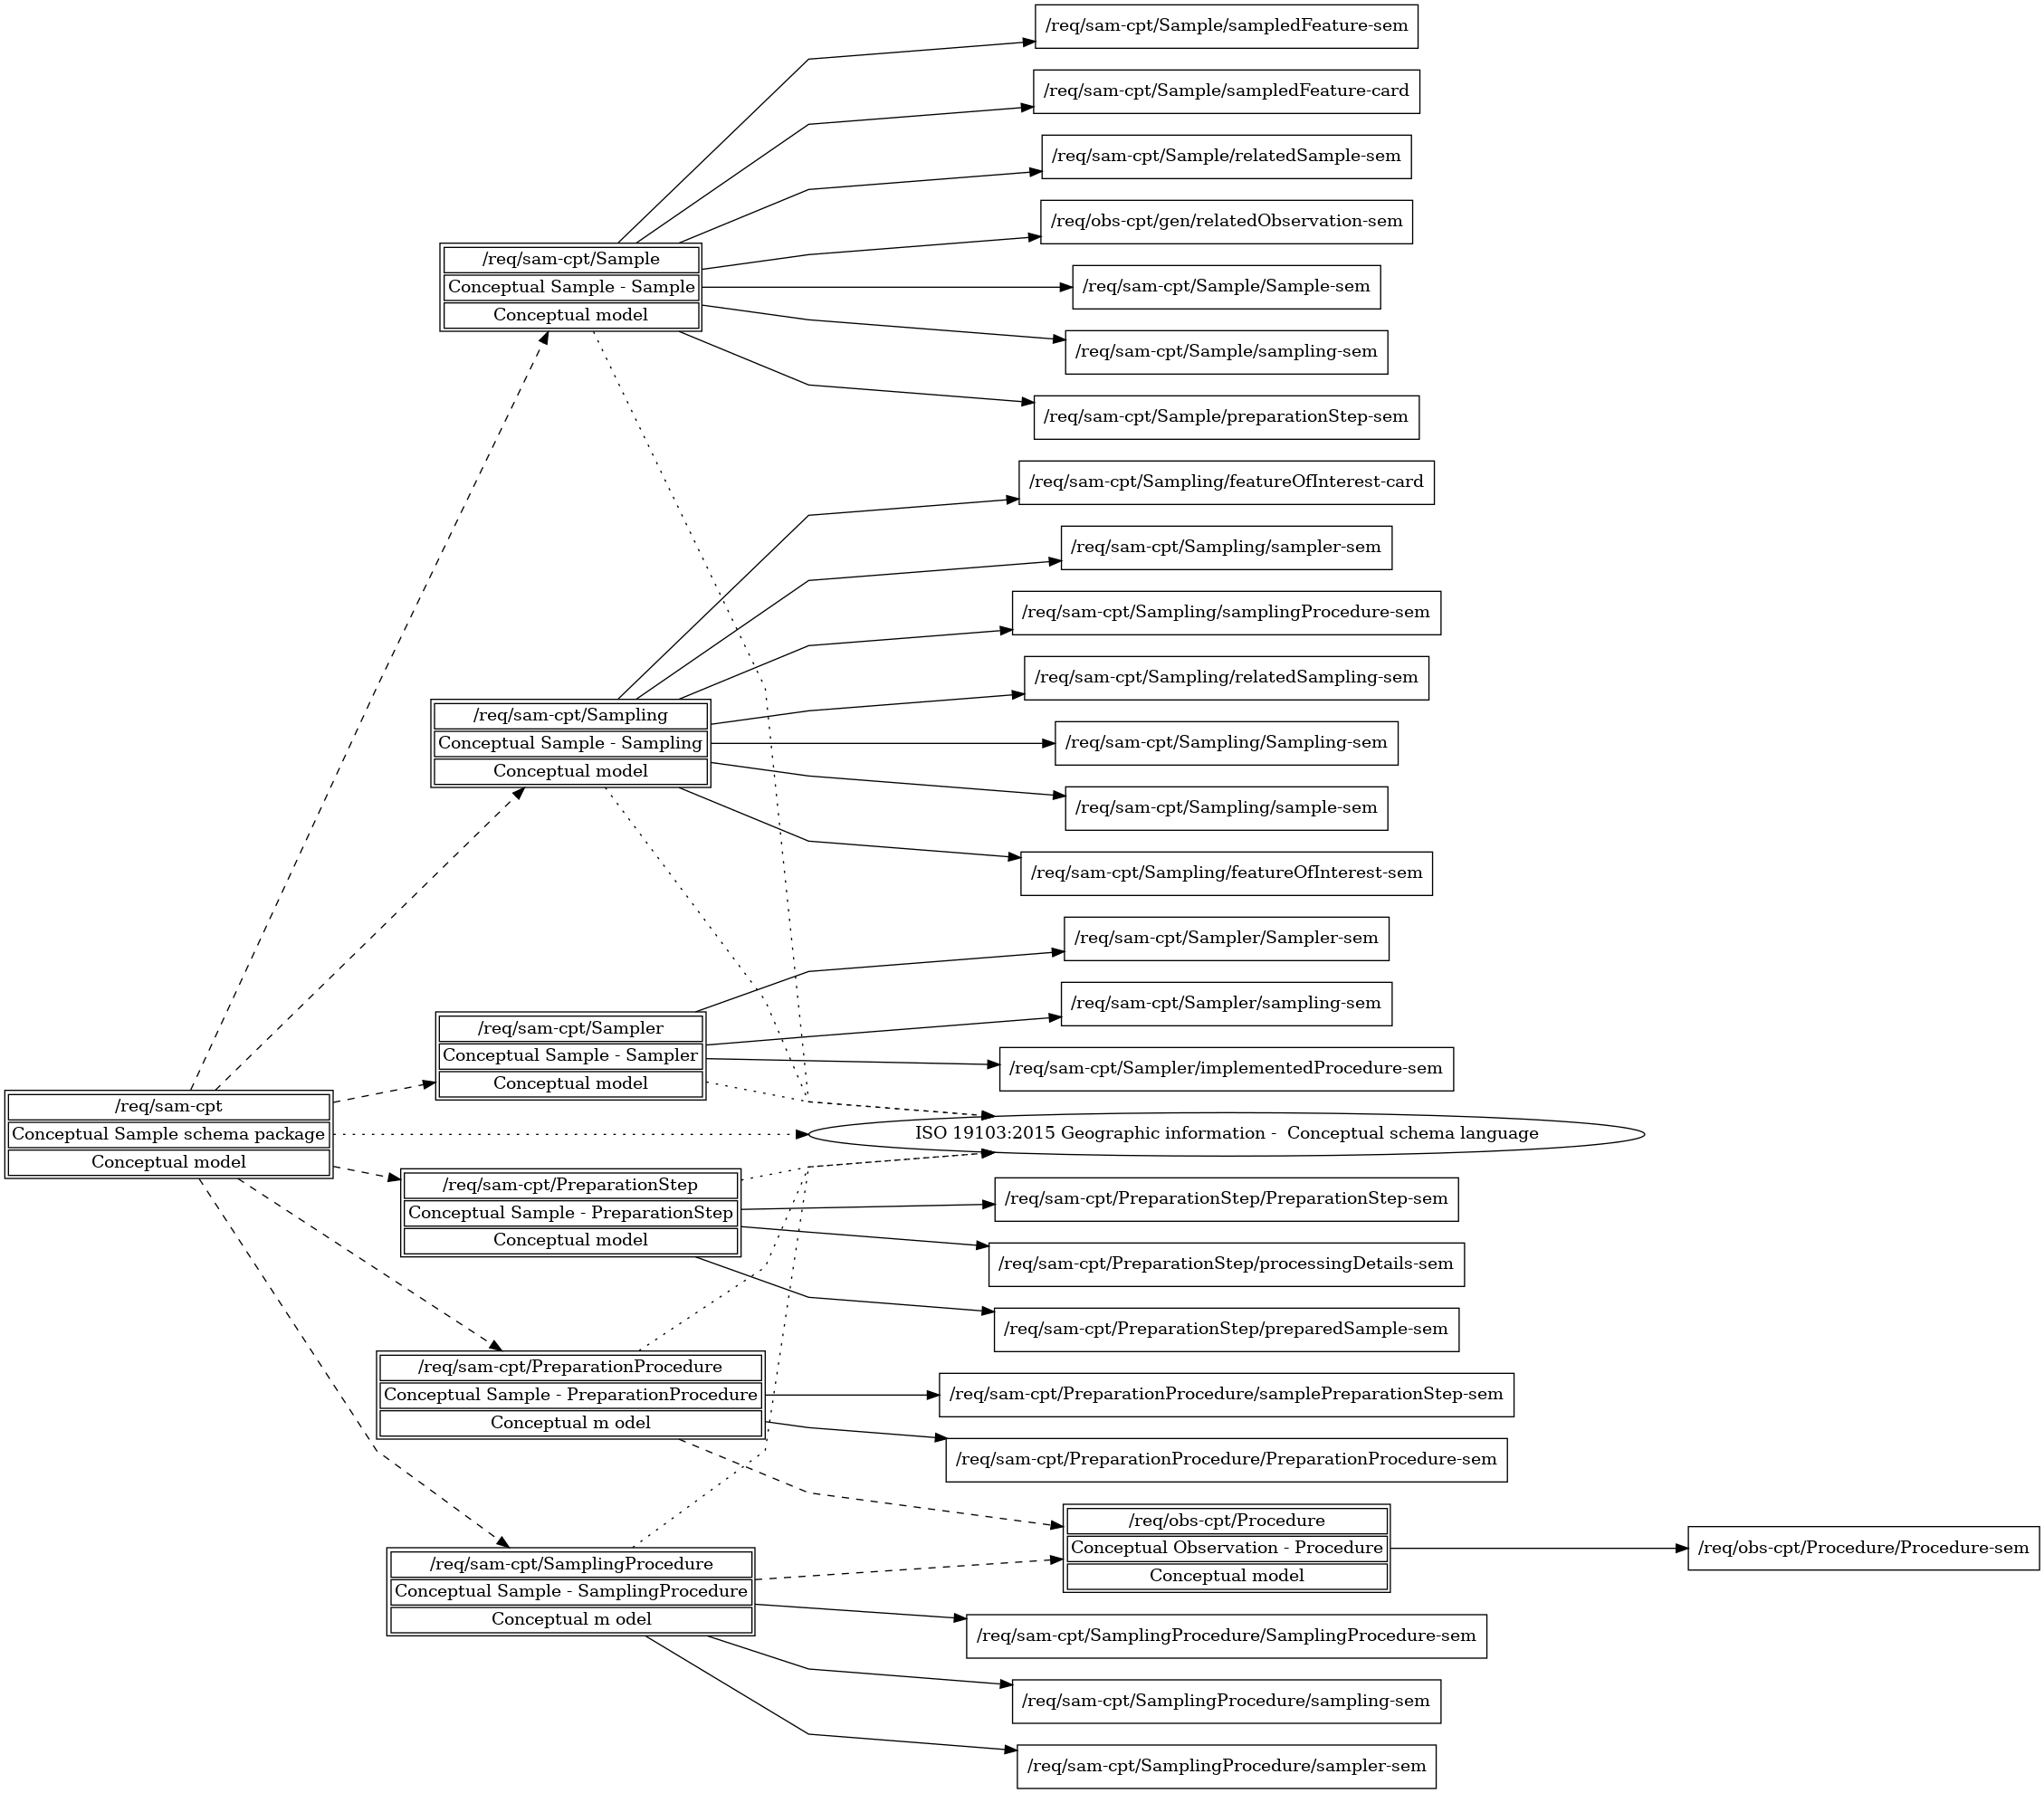 /req/sam-cpt/Sample/sampledFeature-sem
/req/sam-cpt/Sample/sampledFeature-card
/req/sam-cpt/Sample/relatedSample-sem
/req/obs-cpt/gen/relatedObservation-sem
/req/sam-cpt/Sample
Conceptual Sample - Sample
Conceptual model
/req/sam-cpt/Sample/Sample-sem
/req/sam-cpt/Sample/sampling-sem
/req/sam-cpt/Sample/preparationStep-sem
/req/sam-cpt/Sampling/featureOfInterest-card
/req/sam-cpt/Sampling/sampler-sem
/req/sam-cpt/Sampling/samplingProcedure-sem
/req/sam-cpt/Sampling/relatedSampling-sem
/req/sam-cpt/Sampling
Conceptual Sample - Sampling
Conceptual model
/req/sam-cpt/Sampling/Sampling-sem
/req/sam-cpt/Sampling/sample-sem
/req/sam-cpt/Sampling/featureOfInterest-sem
/req/sam-cpt/Sampler/Sampler-sem
/req/sam-cpt/Sampler/sampling-sem
/req/sam-cpt/Sampler
Conceptual Sample - Sampler
Conceptual model
/req/sam-cpt/Sampler/implementedProcedure-sem
/req/sam-cpt
Conceptual Sample schema package
Conceptual model
ISO 19103:2015 Geographic information -  Conceptual schema language
/req/sam-cpt/PreparationStep
Conceptual Sample - PreparationStep
Conceptual model
/req/sam-cpt/PreparationStep/PreparationStep-sem
/req/sam-cpt/PreparationStep/processingDetails-sem
/req/sam-cpt/PreparationStep/preparedSample-sem
/req/sam-cpt/PreparationProcedure
Conceptual Sample - PreparationProcedure
Conceptual m odel
/req/sam-cpt/PreparationProcedure/samplePreparationStep-sem
/req/sam-cpt/PreparationProcedure/PreparationProcedure-sem
/req/obs-cpt/Procedure
Conceptual Observation - Procedure
Conceptual model
/req/obs-cpt/Procedure/Procedure-sem
/req/sam-cpt/SamplingProcedure
Conceptual Sample - SamplingProcedure
Conceptual m odel
/req/sam-cpt/SamplingProcedure/SamplingProcedure-sem
/req/sam-cpt/SamplingProcedure/sampling-sem
/req/sam-cpt/SamplingProcedure/sampler-sem